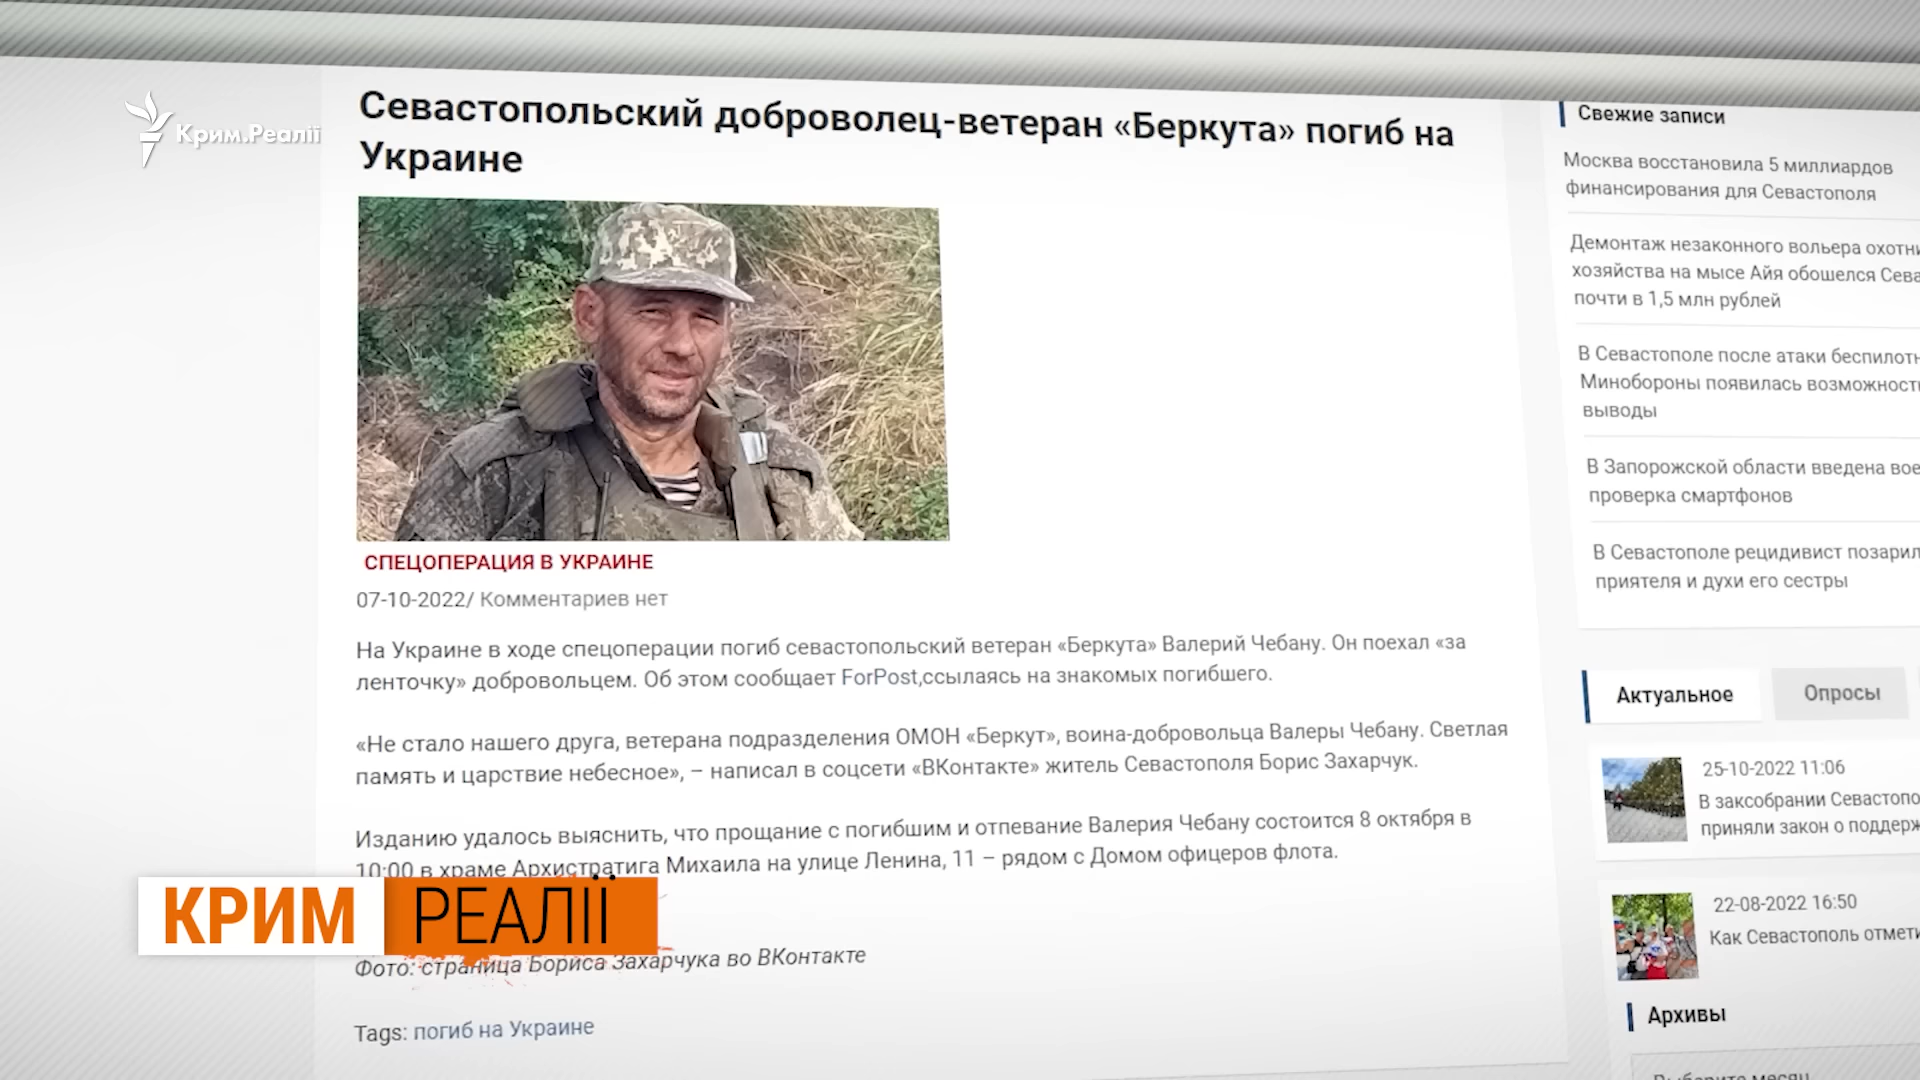 Крим.Реалії
Севастопольский доброволец-ветеран «Беркута» погиб на
Украине
СПЕЦОПЕРАЦИЯ В УКРАИНЕ
07-10-2022/ Комментариев нет
На Украине в ходе спецоперации погиб севастопольский ветеран «Беркута» Валерий Чебану. Он поехал «за
ленточку» добровольцем. Об этом сообщает ForPost,ссылаясь на знакомых погибшего.
«Не стало нашего друга, ветерана подразделения ОМОН «Беркут», воина-добровольца Валеры Чебану. Светлая
память и царствие небесное», – написал в соцсети «ВКонтакте» житель Севастополя Борис Захарчук.
Изданию удалось выяснить, что прощание с погибшим и отпевание Валерия Чебану состоится 8 октября в
10:00 в храме Архистратига Михаила на улице Ленина, 11 – рядом с Домом офицеров флота.
КРИМ РЕАЛІЇ
Фото: страница Бориса Захарчука во ВКонтакте
Tags: погиб на Украине
Свежие записи
Москва восстановила 5 миллиардов
финансирования для Севастополя
Демонтаж незаконного вольера охотни
хозяйства на мысе Айя обошелся Сева
почти в 1,5 млн рублей
В Севастополе после атаки беспилотн
Минобороны появилась возможност
выводы
В Запорожской области введена вое
проверка смартфонов
В Севастополе рецидивист позарил
приятеля и духи его сестры
Актуальное
Опросы
25-10-2022 11:06
В заксобрании Севастопо
приняли закон о поддерж
22-08-2022 16:50
Как Севастополь отмети
Архивы
Выберите месяц